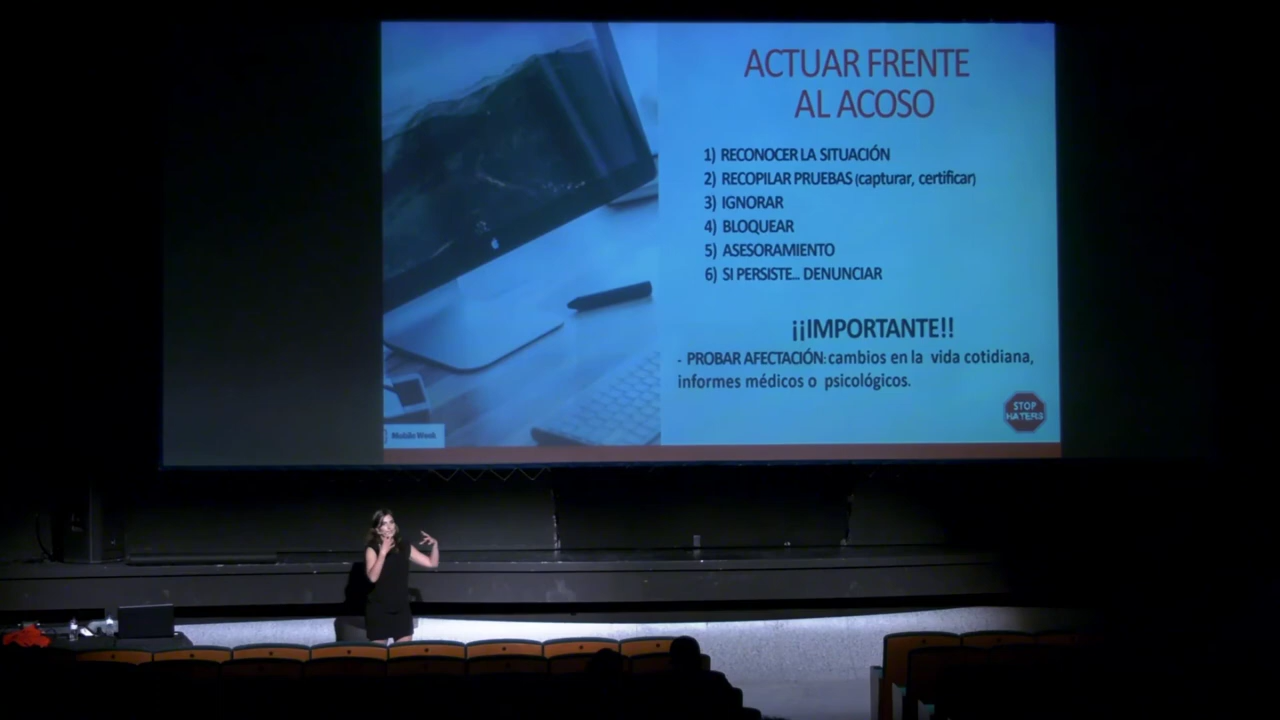 ACTUAR FRENTE
AL ACOSO
1) RECONOCER LA SITUACIÓN
2) RECOPILAR PRUEBAS (capturar, certificar)
3) IGNORAR
4) BLOQUEAR
5) ASESORAMIENTO
6) SI PERSISTE... DENUNCIAR
¡¡IMPORTANTE!!
- PROBAR AFECTACIÓN: cambios en la vida cotidiana,
informes médicos o psicológicos.
STOP
HATERS
Mobile Week